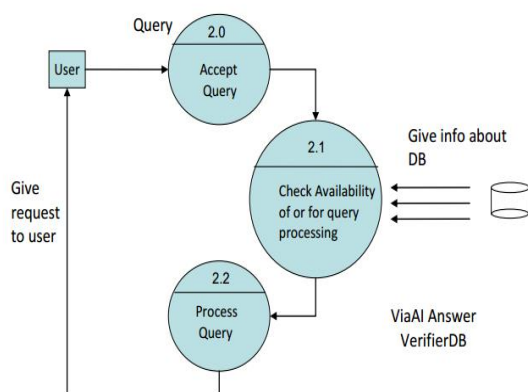 Query
2.0
User
Accept
Query
2.1
Give info about
DB
Check Availability
of or for query
processing
Give
request
to user
2.2
Process
Query
ViaAI Answer
VerifierDB